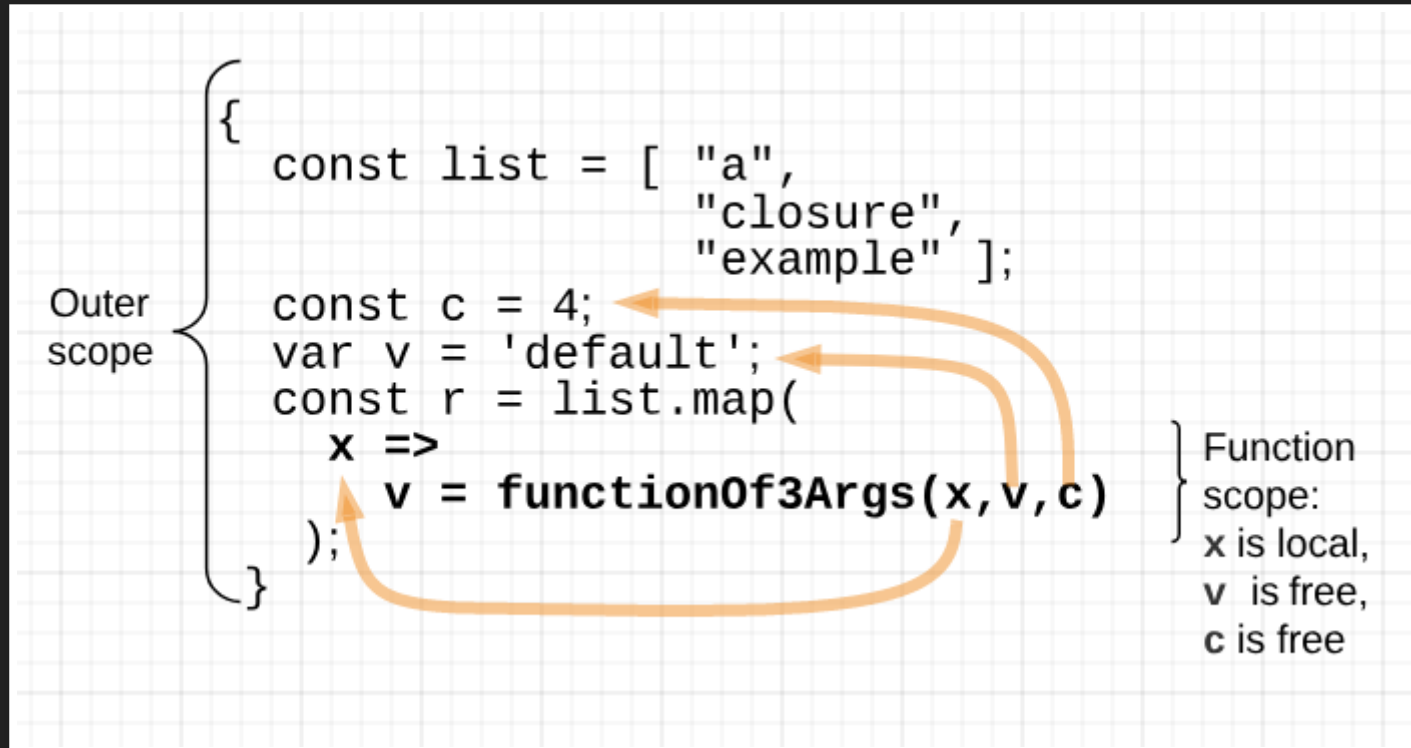 {
const list = [ "a",
"closure",
"example" ];
const c = 4;
var v = 'default';
const r = list.map(
x =>
v = functionOf3Args(x,v,c)
);
}
Outer
scope
Function
scope:
x is local,
v is free,
c is free